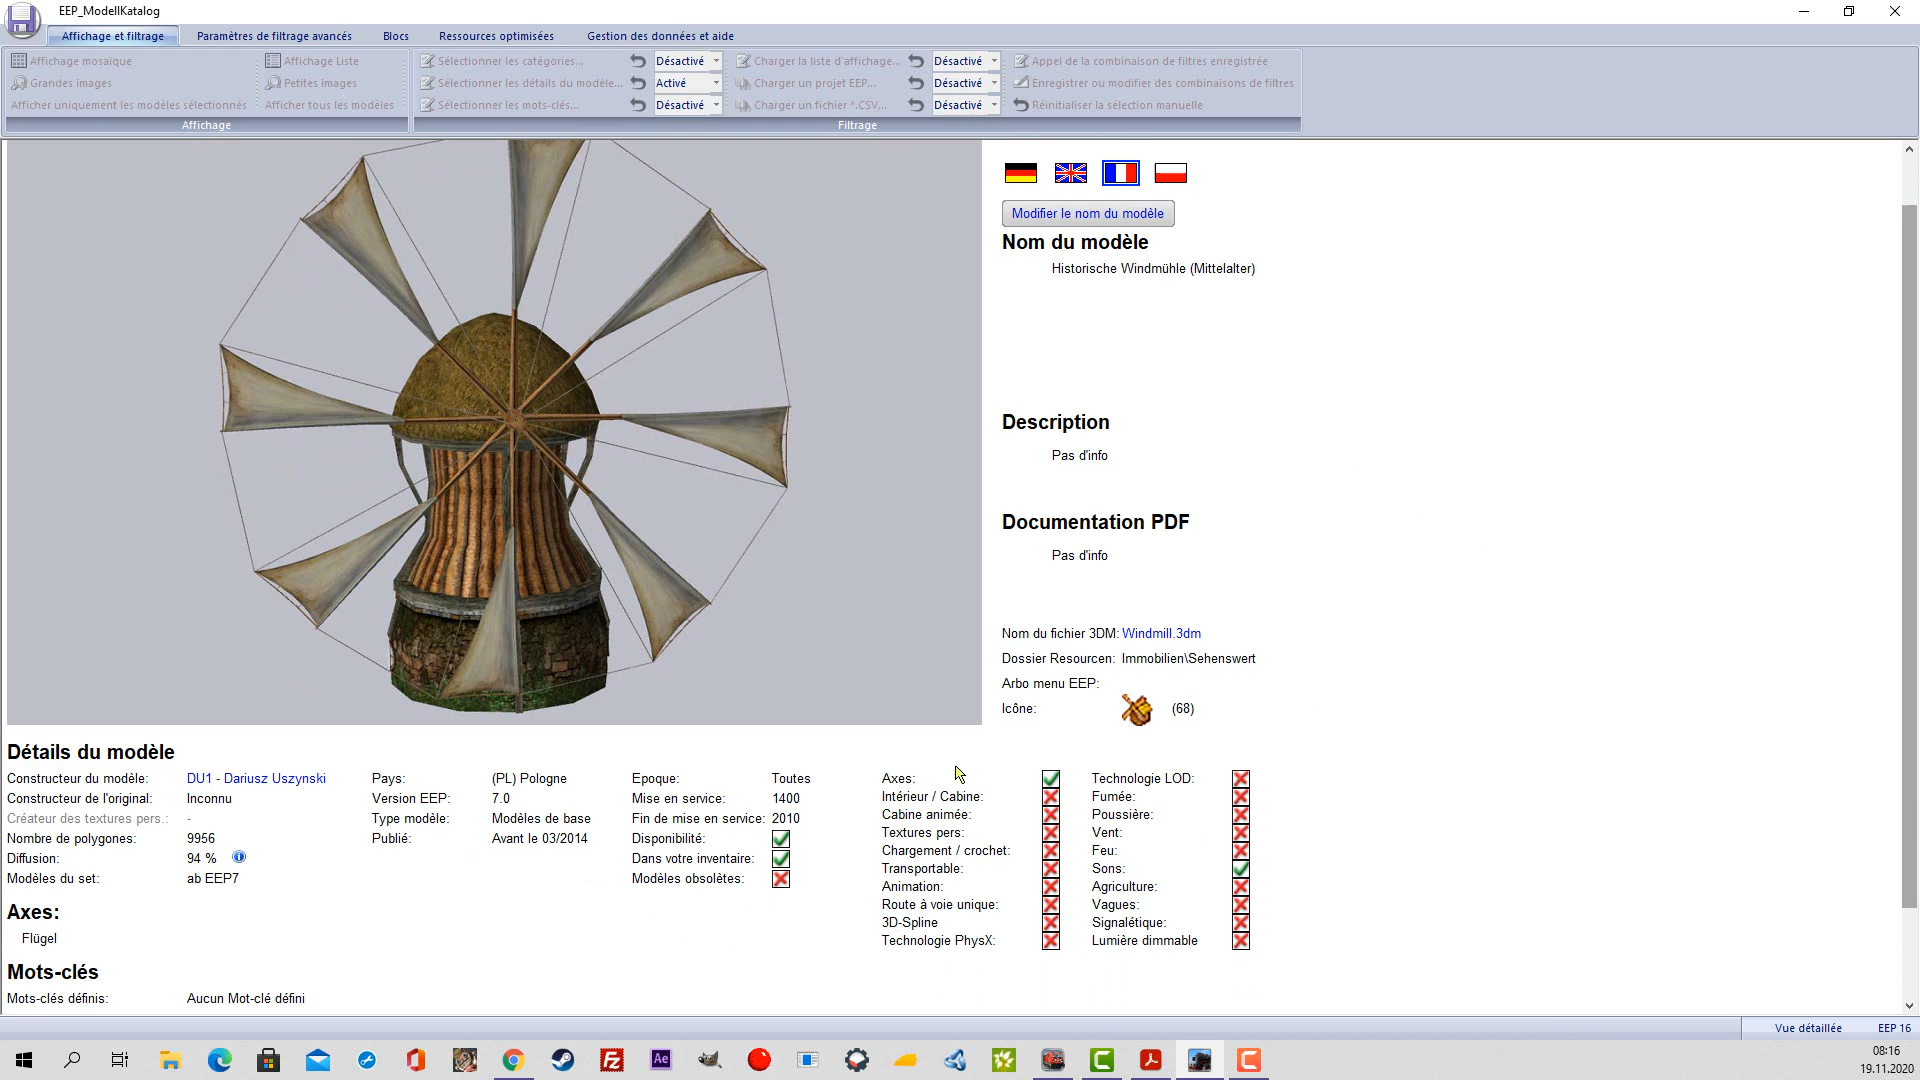 EEP_ModellKatalog
Affichage et filtrage
Paramètres de filtrage avancés
Blocs
Ressources optimisées
Gestion des données et aide
Affichage mosaïque
Affichage Liste
Grandes images
Petites images
Afficher uniquement les modèles sélectionnés
Afficher tous les modèles
Affichage
Sélectionner les catégories...
Désactivé
Charger la liste d'affichage...
Désactivé
Appel de la combinaison de filtres enregistrée
Sélectionner les détails du modèle...
Activé
Charger un projet EEP...
Désactivé
Enregistrer ou modifier des combinaisons de filtres
Sélectionner les mots-clés...
Désactivé
Charger un fichier *.CSV...
Désactivé
Réinitialiser la sélection manuelle
Filtrage
Modifier le nom du modèle
Nom du modèle
Historische Windmühle (Mittelalter)
Description
Pas d'info
Documentation PDF
Pas d'info
Nom du fichier 3DM: Windmill.3dm
Dossier Resourcen: Immobilien\Sehenswert
Arbo menu EEP:
Icône: (68)
Détails du modèle
Constructeur du modèle: DU1 - Dariusz Uszynski
Constructeur de l'original: Inconnu
Créateur des textures pers.: -
Nombre de polygones: 9956
Diffusion: 94 %
Modèles du set: ab EEP7
Pays: (PL) Pologne
Version EEP: 7.0
Type modèle: Modèles de base
Publié: Avant le 03/2014
Epoque: Toutes
Mise en service: 1400
Fin de mise en service: 2010
Disponibilité:
Dans votre inventaire:
Modèles obsolètes:
Axes:
Intérieur / Cabine:
Cabine animée:
Textures pers:
Chargement / crochet:
Transportable:
Animation:
Route à voie unique:
3D-Spline
Technologie PhysX:
Technologie LOD:
Fumée:
Poussière:
Vent:
Feu:
Sons:
Agriculture:
Vagues:
Signalétique:
Lumière dimmable
Axes:
Flügel
Mots-clés
Mots-clés définis: Aucun Mot-clé défini
Vue détaillée
EEP 16
Ae
08:16
19.11.2020